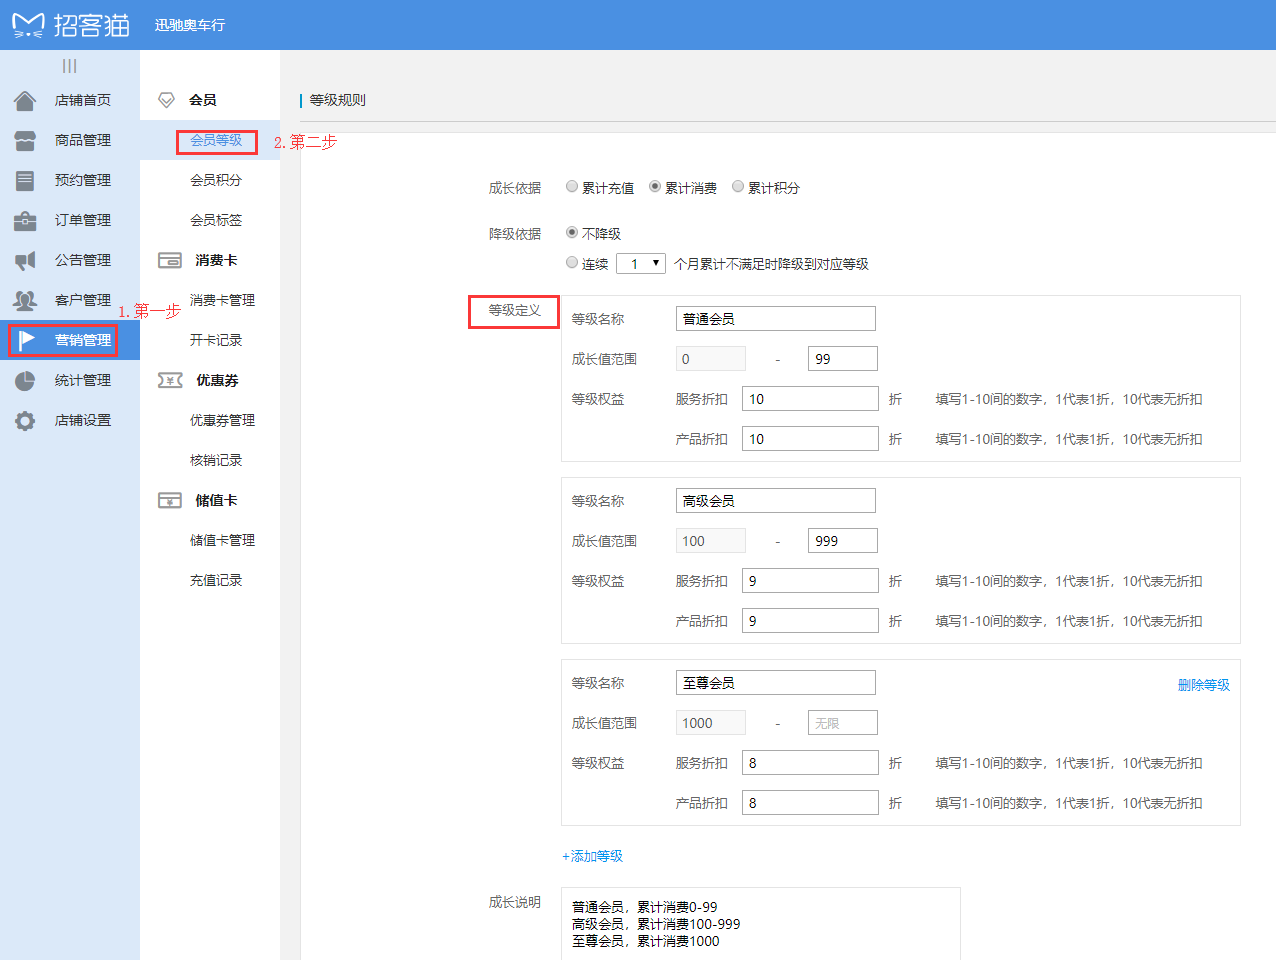 招客猫
迅驰奥车行
店铺首页
商品管理
预约管理
订单管理
公告管理
客户管理
1.第一步
营销管理
统计管理
店铺设置
会员
会员等级
2.第二步
会员积分
会员标签
消费卡
消费卡管理
开卡记录
优惠券
优惠券管理
核销记录
储值卡
储值卡管理
充值记录
等级规则
成长依据 累计充值 累计消费 累计积分
降级依据 不降级
连续 1 个月累计不满足时降级到对应等级
等级定义
等级名称 普通会员
成长值范围 0 - 99
等级权益 服务折扣 10 折 填写1-10间的数字，1代表1折，10代表无折扣
产品折扣 10 折 填写1-10间的数字，1代表1折，10代表无折扣
等级名称 高级会员
成长值范围 100 - 999
等级权益 服务折扣 9 折 填写1-10间的数字，1代表1折，10代表无折扣
产品折扣 9 折 填写1-10间的数字，1代表1折，10代表无折扣
等级名称 至尊会员 删除等级
成长值范围 1000 - 无限
等级权益 服务折扣 8 折 填写1-10间的数字，1代表1折，10代表无折扣
产品折扣 8 折 填写1-10间的数字，1代表1折，10代表无折扣
+添加等级
成长说明
普通会员，累计消费0-99
高级会员，累计消费100-999
至尊会员，累计消费1000